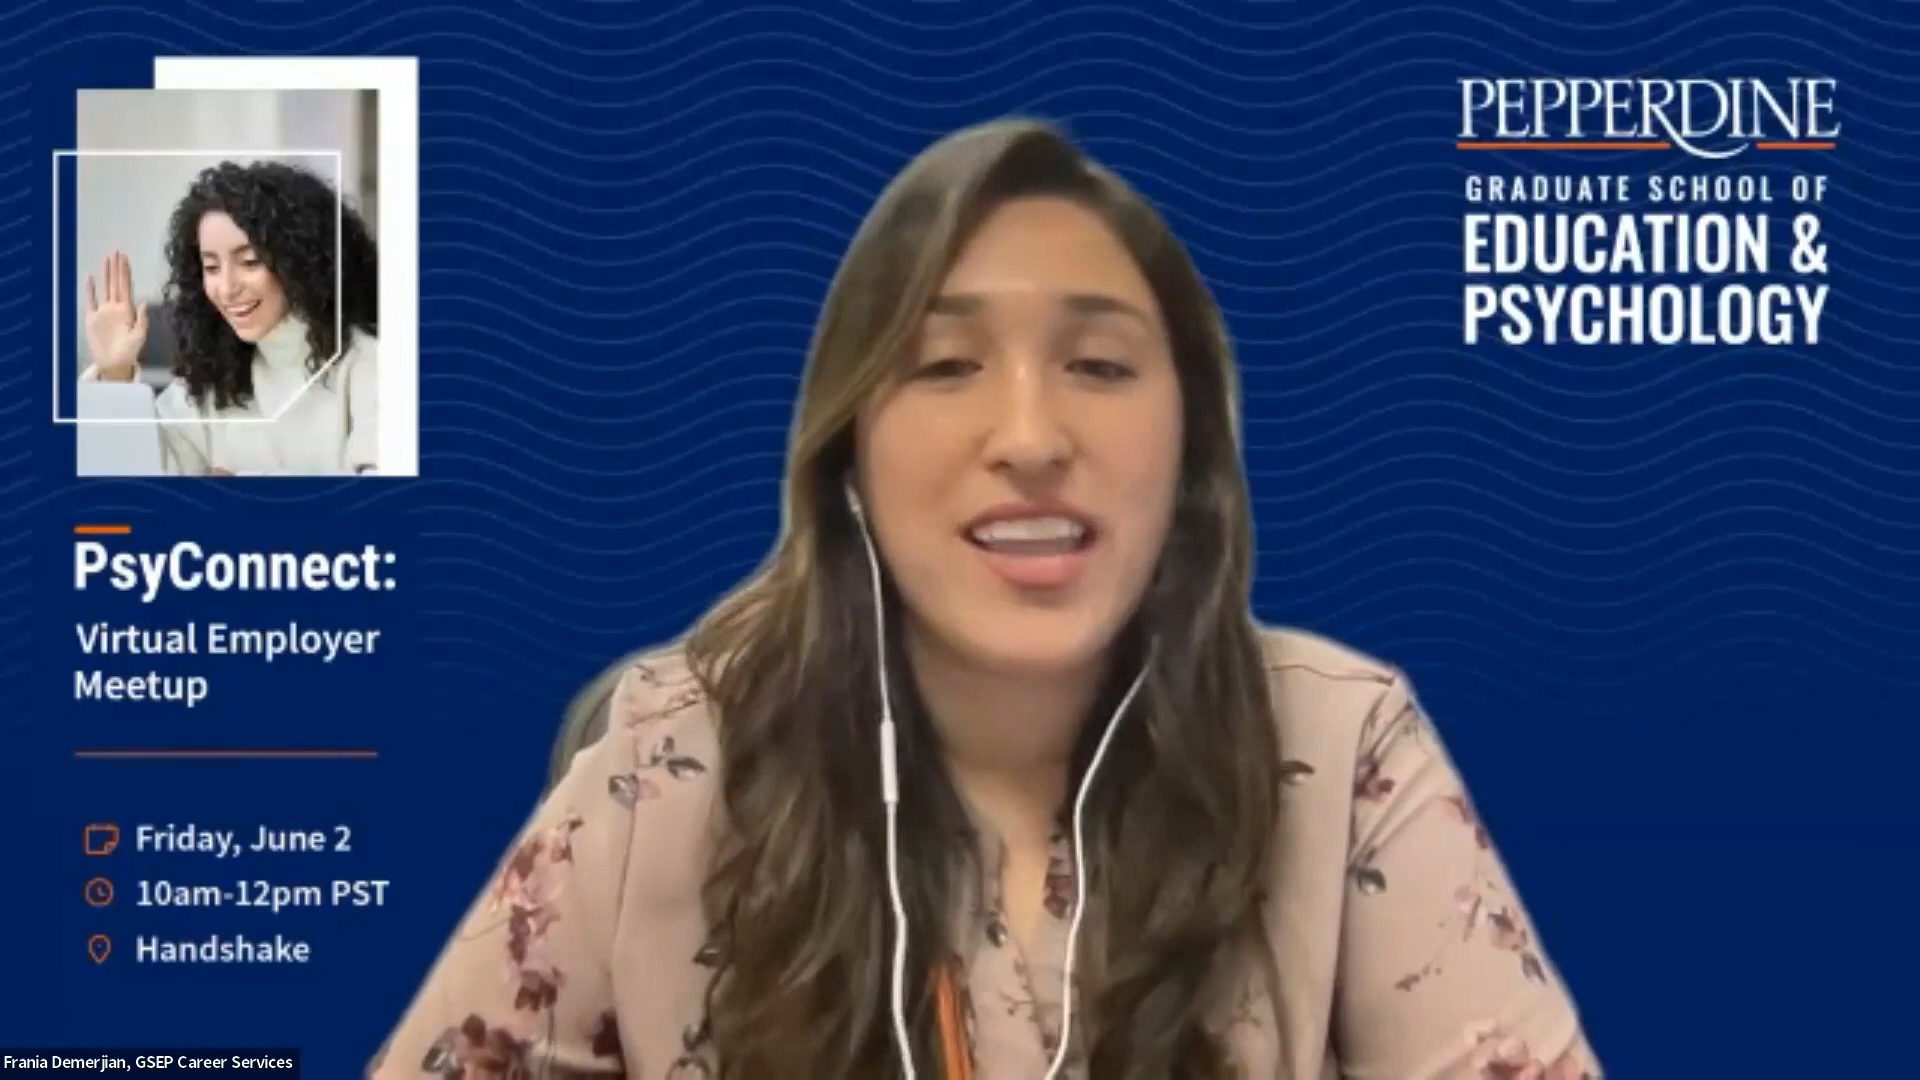 PEPPERDINE
GRADUATE SCHOOL OF
EDUCATION &
PSYCHOLOGY
PsyConnect:
Virtual Employer
Meetup
Friday, June 2
10am-12pm PST
Handshake
Frania Demerjian, GSEP Career Services